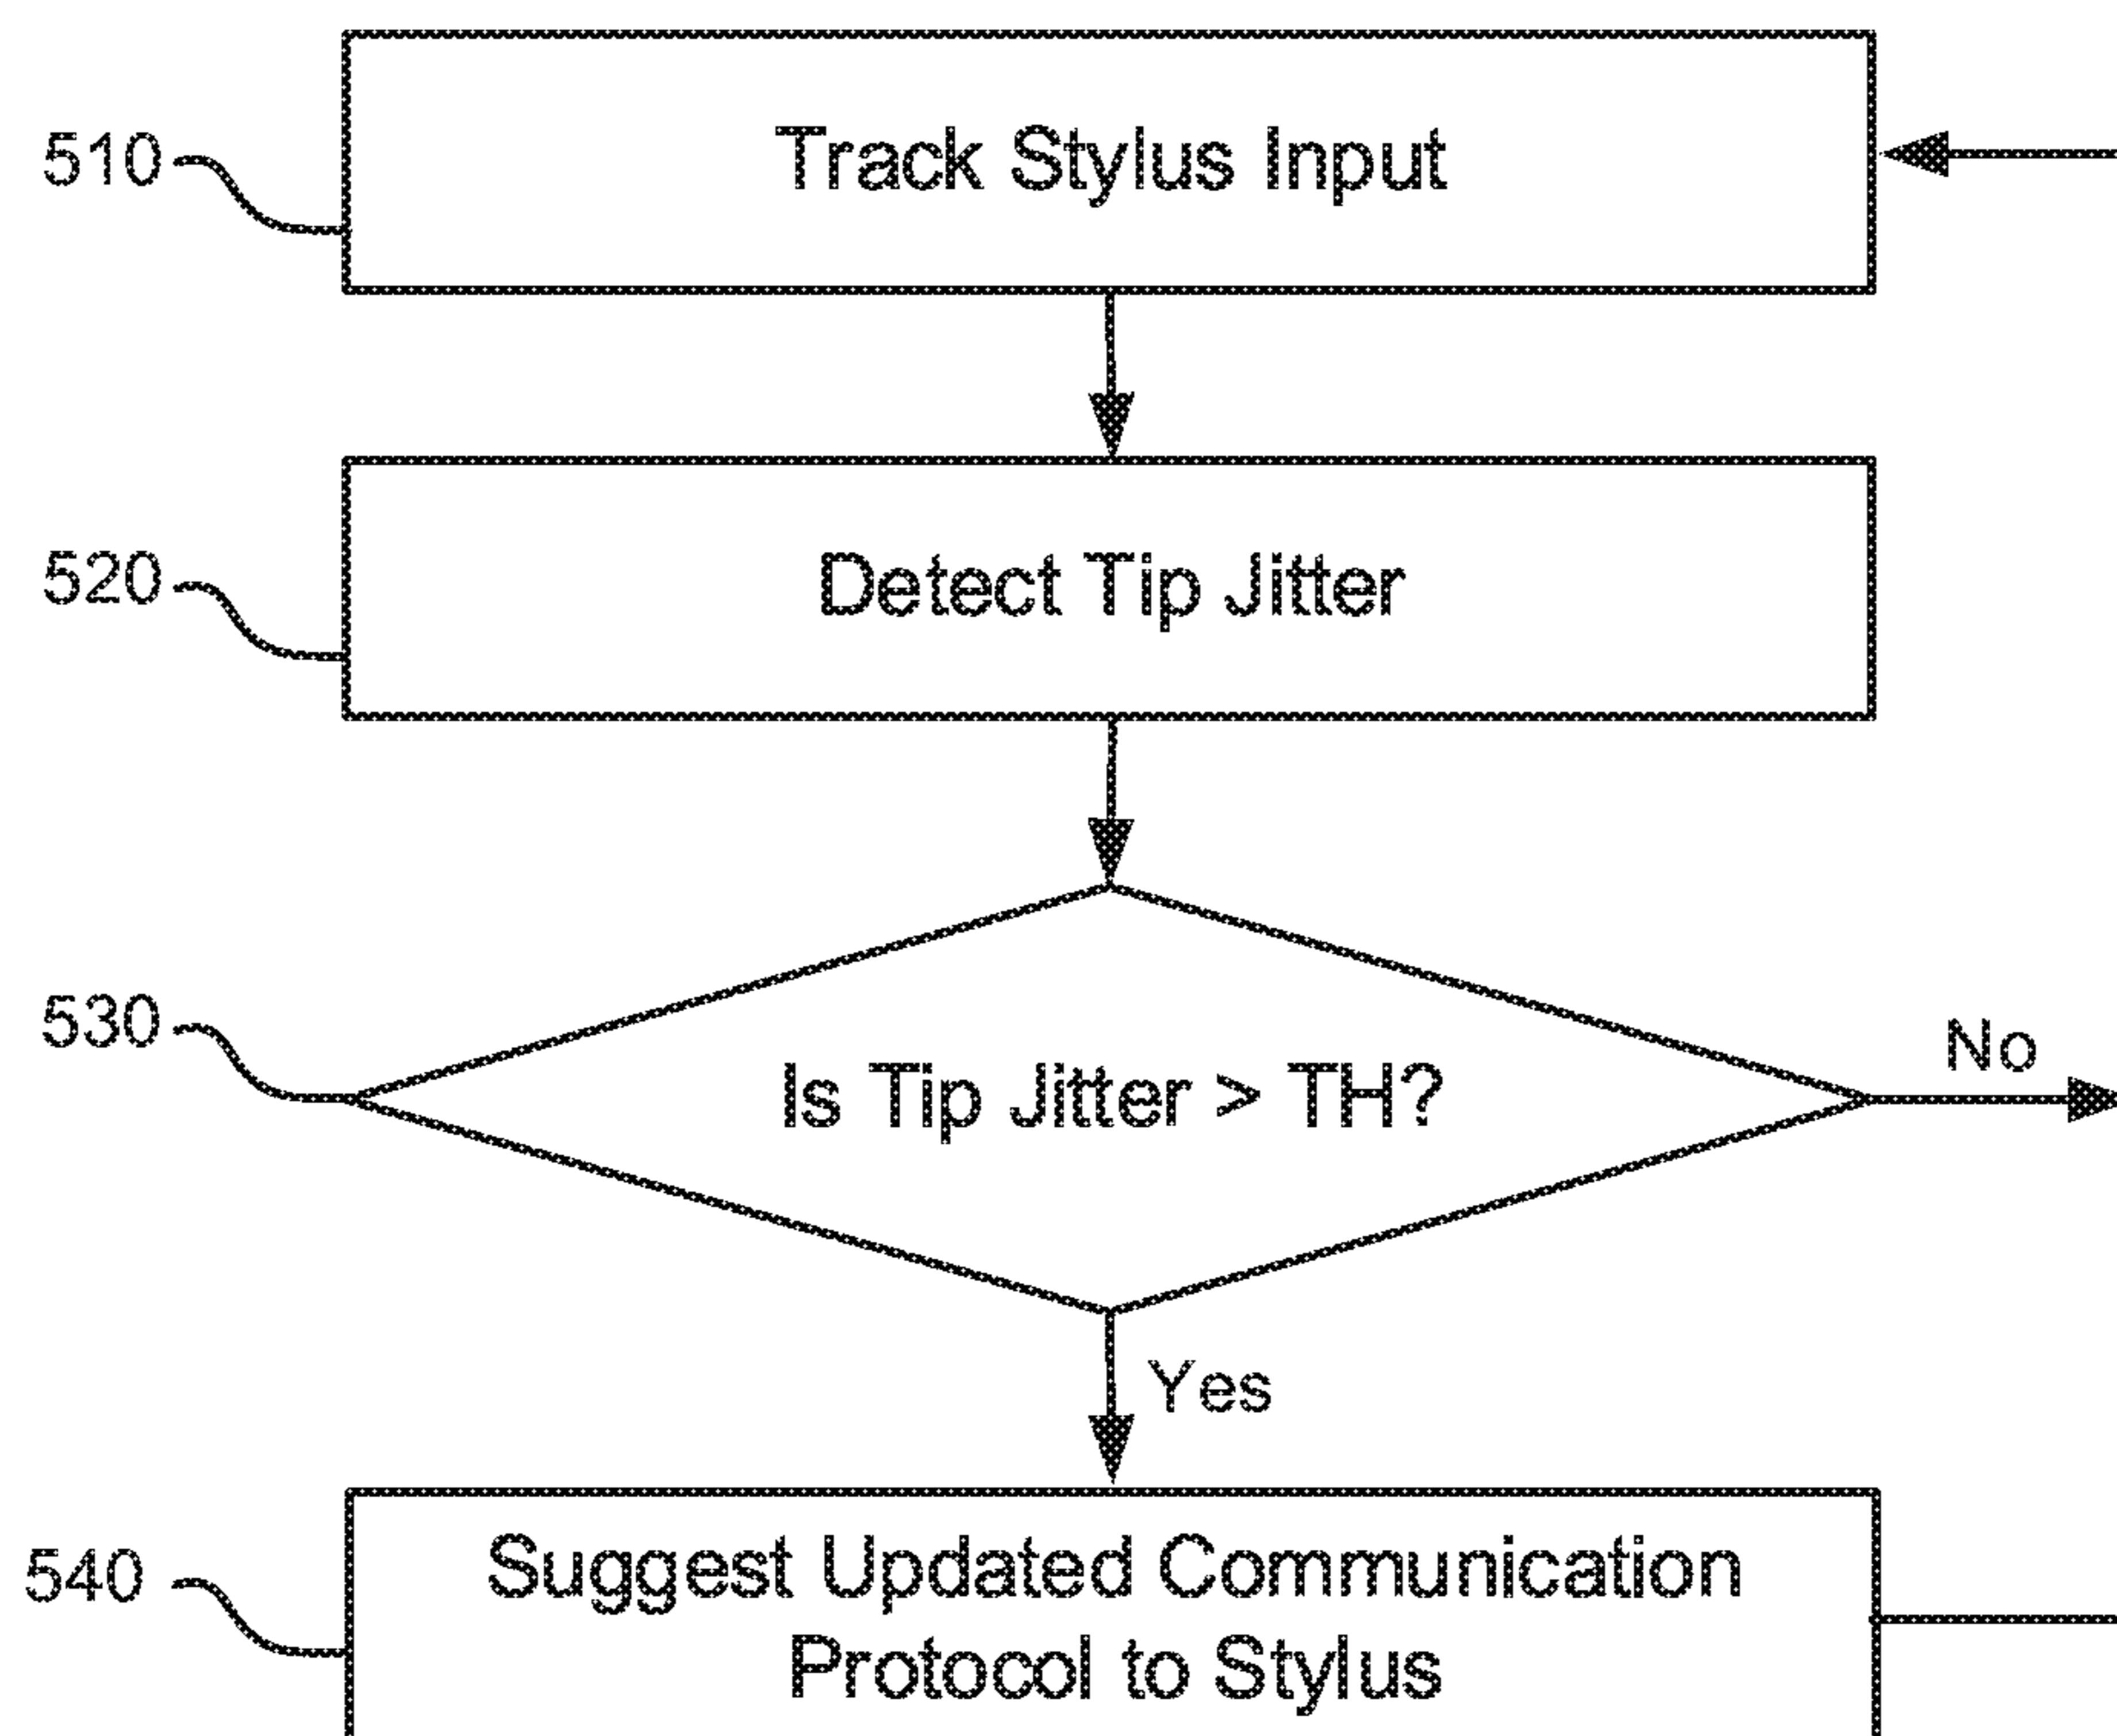 510
Track Stylus Input
520
Detect Tip Jitter
530
Is Tip Jitter > TH?
No
Yes
540
Suggest Updated Communication
Protocol to Stylus